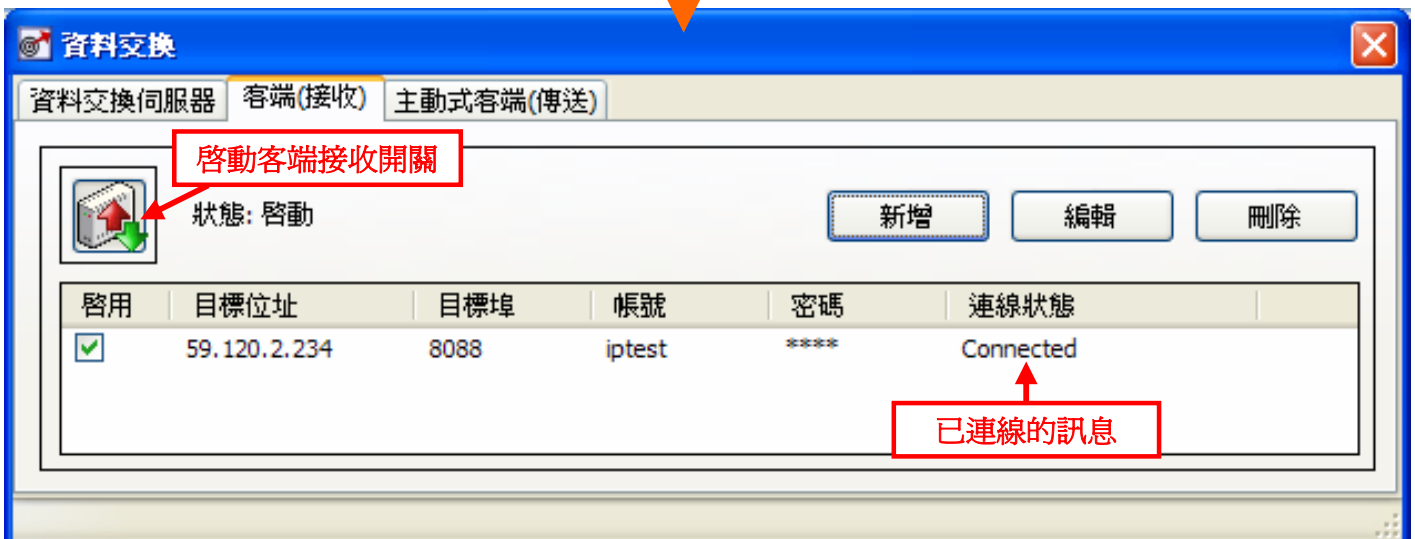 資料交換
資料交換伺服器 客端(接收) 主動式客端(傳送)
啓動客端接收開關
狀態: 啓動 新增 編輯 刪除
啓用 目標位址 目標埠 帳號 密碼 連線狀態
59.120.2.234 8088 iptest **** Connected
已連線的訊息